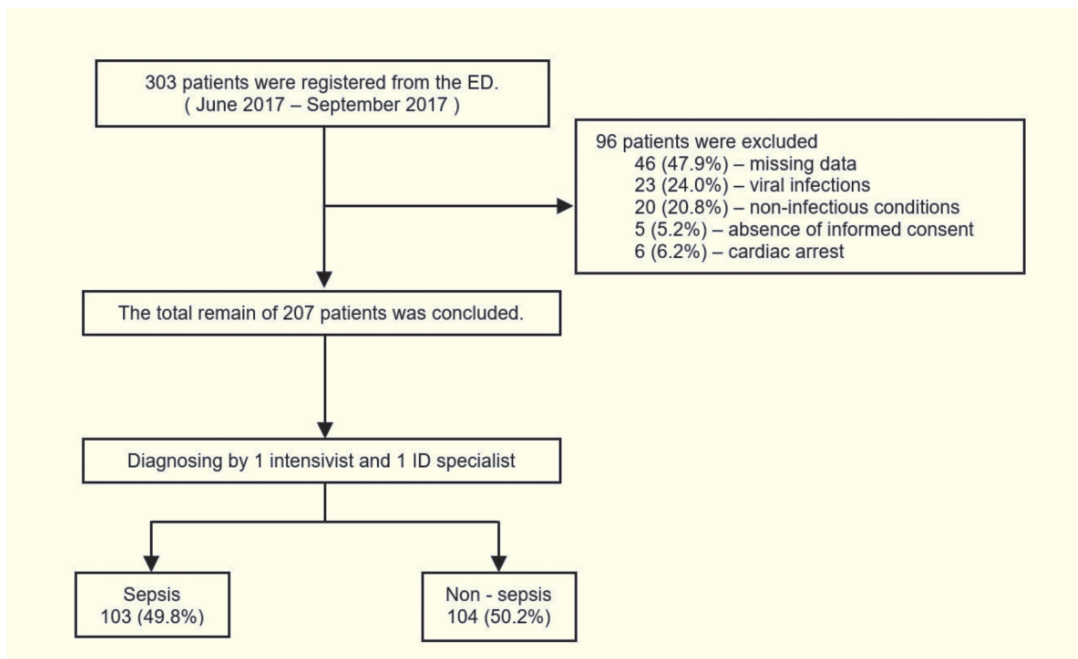 303 patients were registered from the ED.
( June 2017 – September 2017 )
96 patients were excluded
46 (47.9%) – missing data
23 (24.0%) – viral infections
20 (20.8%) – non-infectious conditions
5 (5.2%) – absence of informed consent
6 (6.2%) – cardiac arrest
The total remain of 207 patients was concluded.
Diagnosing by 1 intensivist and 1 ID specialist
Sepsis
103 (49.8%)
Non - sepsis
104 (50.2%)